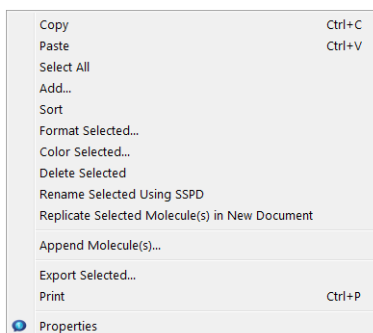 Copy Ctrl+C
Paste Ctrl+V
Select All
Add...
Sort
Format Selected...
Color Selected...
Delete Selected
Rename Selected Using SSPD
Replicate Selected Molecule(s) in New Document
Append Molecule(s)...
Export Selected...
Print Ctrl+P
Properties